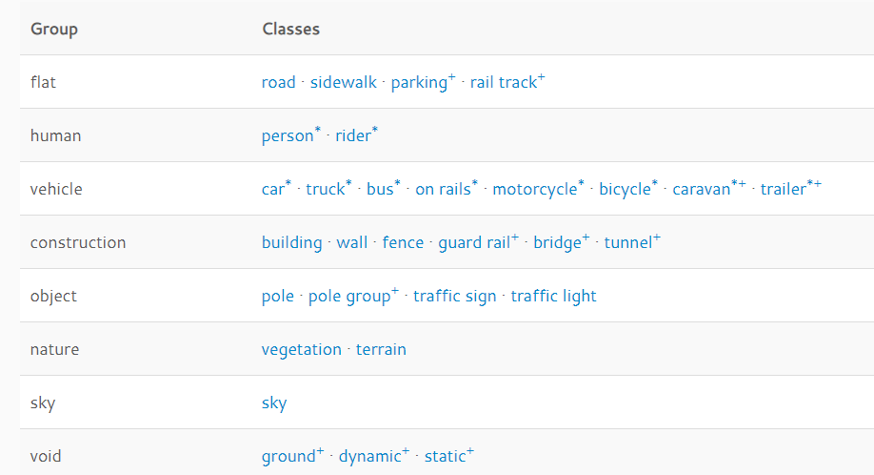 Group Classes
flat road · sidewalk · parking⁺ · rail track⁺
human person* · rider*
vehicle car* · truck* · bus* · on rails* · motorcycle* · bicycle* · caravan*⁺ · trailer*⁺
construction building · wall · fence · guard rail⁺ · bridge⁺ · tunnel⁺
object pole · pole group⁺ · traffic sign · traffic light
nature vegetation · terrain
sky sky
void ground⁺ · dynamic⁺ · static⁺